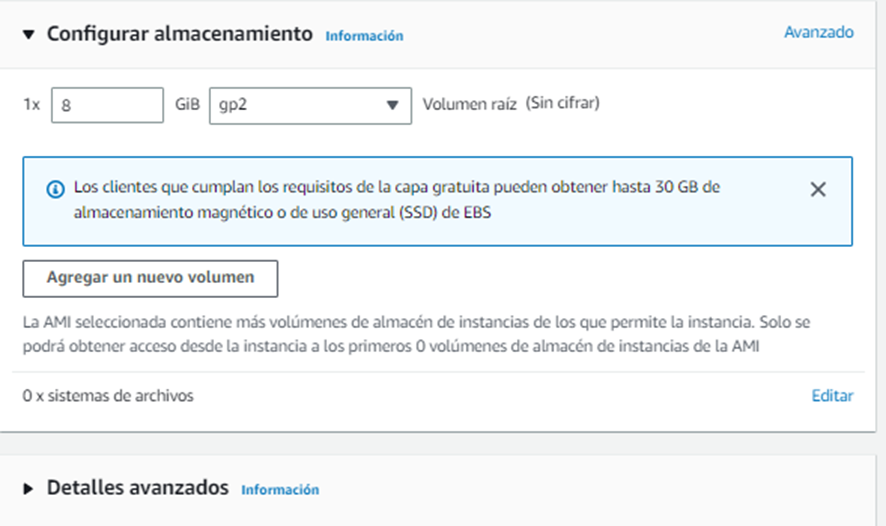 Configurar almacenamiento Información Avanzado
1x 8 GiB gp2 Volumen raíz (Sin cifrar)
Los clientes que cumplan los requisitos de la capa gratuita pueden obtener hasta 30 GB de
almacenamiento magnético o de uso general (SSD) de EBS
Agregar un nuevo volumen
La AMI seleccionada contiene más volúmenes de almacén de instancias de los que permite la instancia. Solo se
podrá obtener acceso desde la instancia a los primeros 0 volúmenes de almacén de instancias de la AMI
0 x sistemas de archivos Editar
Detalles avanzados Información